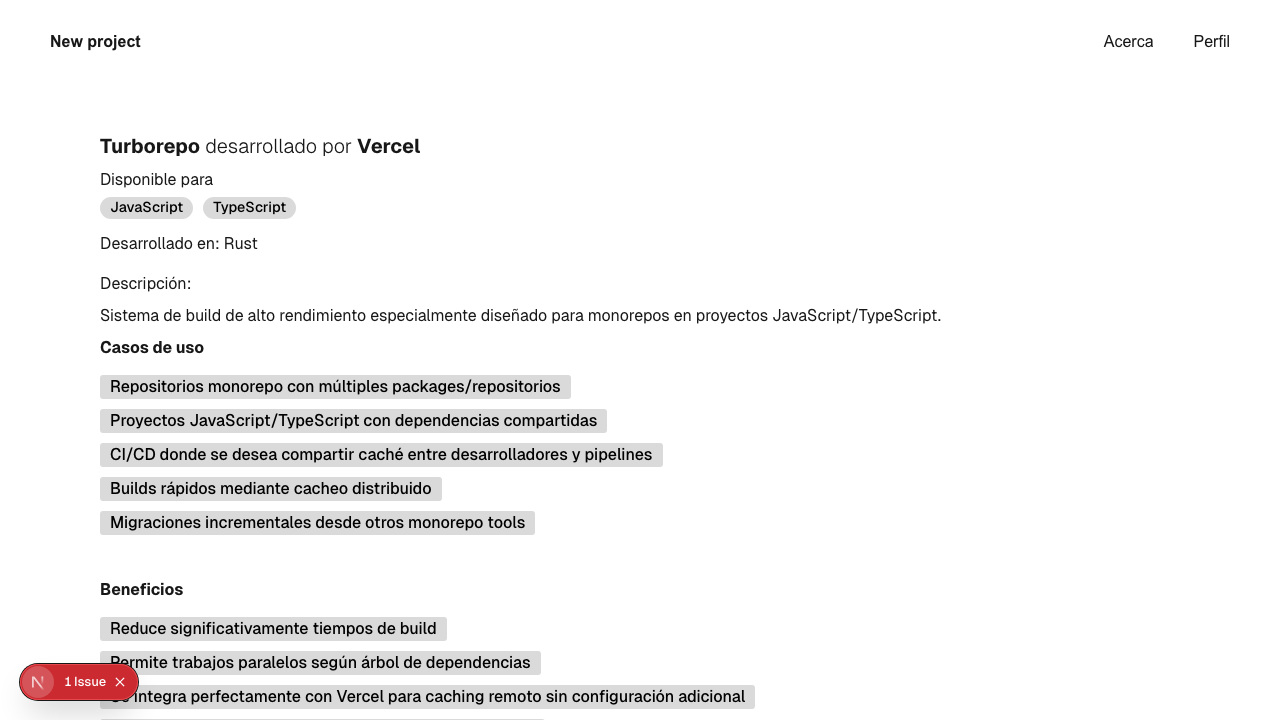 New project
Acerca
Perfil
Turborepo desarrollado por Vercel
Disponible para
JavaScript
TypeScript
Desarrollado en: Rust
Descripción:
Sistema de build de alto rendimiento especialmente diseñado para monorepos en proyectos JavaScript/TypeScript.
Casos de uso
Repositorios monorepo con múltiples packages/repositorios
Proyectos JavaScript/TypeScript con dependencias compartidas
CI/CD donde se desea compartir caché entre desarrolladores y pipelines
Builds rápidos mediante cacheo distribuido
Migraciones incrementales desde otros monorepo tools
Beneficios
Reduce significativamente tiempos de build
Permite trabajos paralelos según árbol de dependencias
integra perfectamente con Vercel para caching remoto sin configuración adicional
N 1 Issue